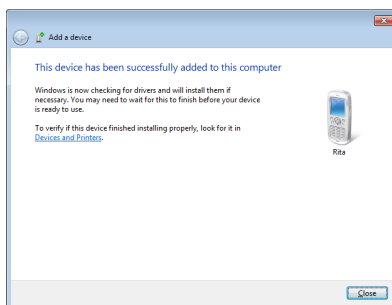 Add a device
This device has been successfully added to this computer
Windows is now checking for drivers and will install them if
necessary. You may need to wait for this to finish before your device
is ready to use.
To verify if this device finished installing properly, look for it in
Devices and Printers.
Rita
Close